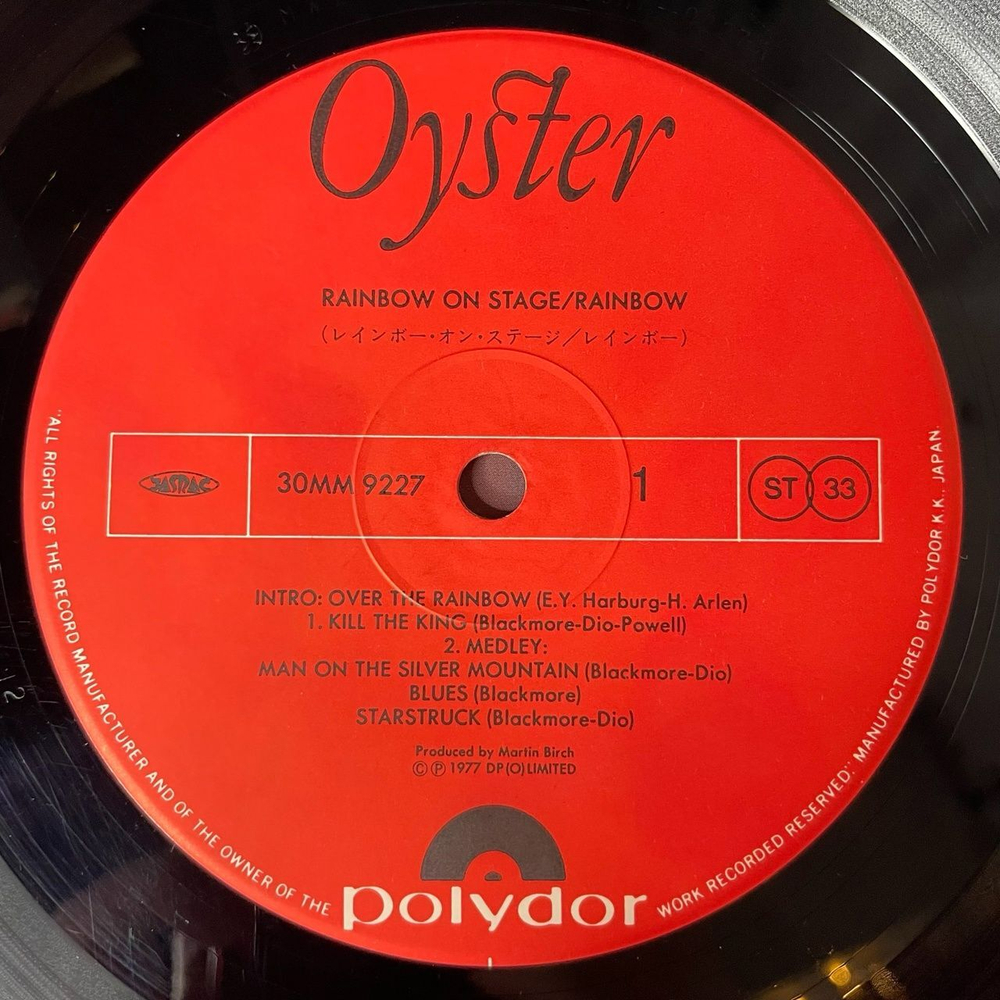 Oyster
RAINBOW ON STAGE/RAINBOW
(レインボー・オン・ステージ/レインボー)
JASRAC
30MM 9227
1
ST 33
INTRO: OVER THE RAINBOW (E.Y. Harburg-H. Arlen)
1. KILL THE KING (Blackmore-Dio-Powell)
2. MEDLEY:
MAN ON THE SILVER MOUNTAIN (Blackmore-Dio)
BLUES (Blackmore)
STARSTRUCK (Blackmore-Dio)
Produced by Martin Birch
© ℗ 1977 DP(O) LIMITED
polydor
"ALL RIGHTS OF THE RECORD MANUFACTURER AND OF THE OWNER OF THE WORK RECORDED RESERVED." MANUFACTURED BY POLYDOR K.K., JAPAN.